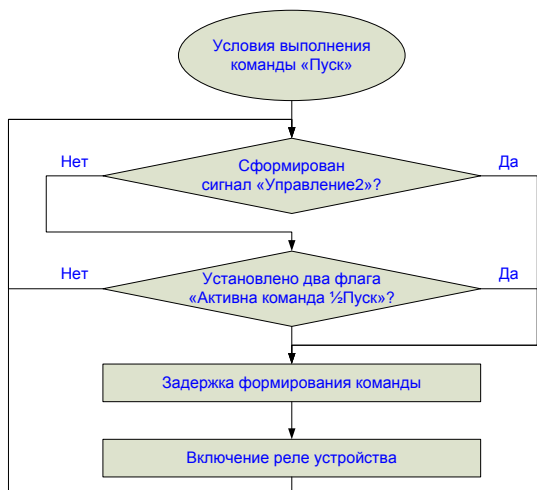 Условия выполнения
команды «Пуск»
Нет
Да
Сформирован
сигнал «Управление2»?
Нет
Да
Установлено два флага
«Активна команда ½Пуск»?
Задержка формирования команды
Включение реле устройства